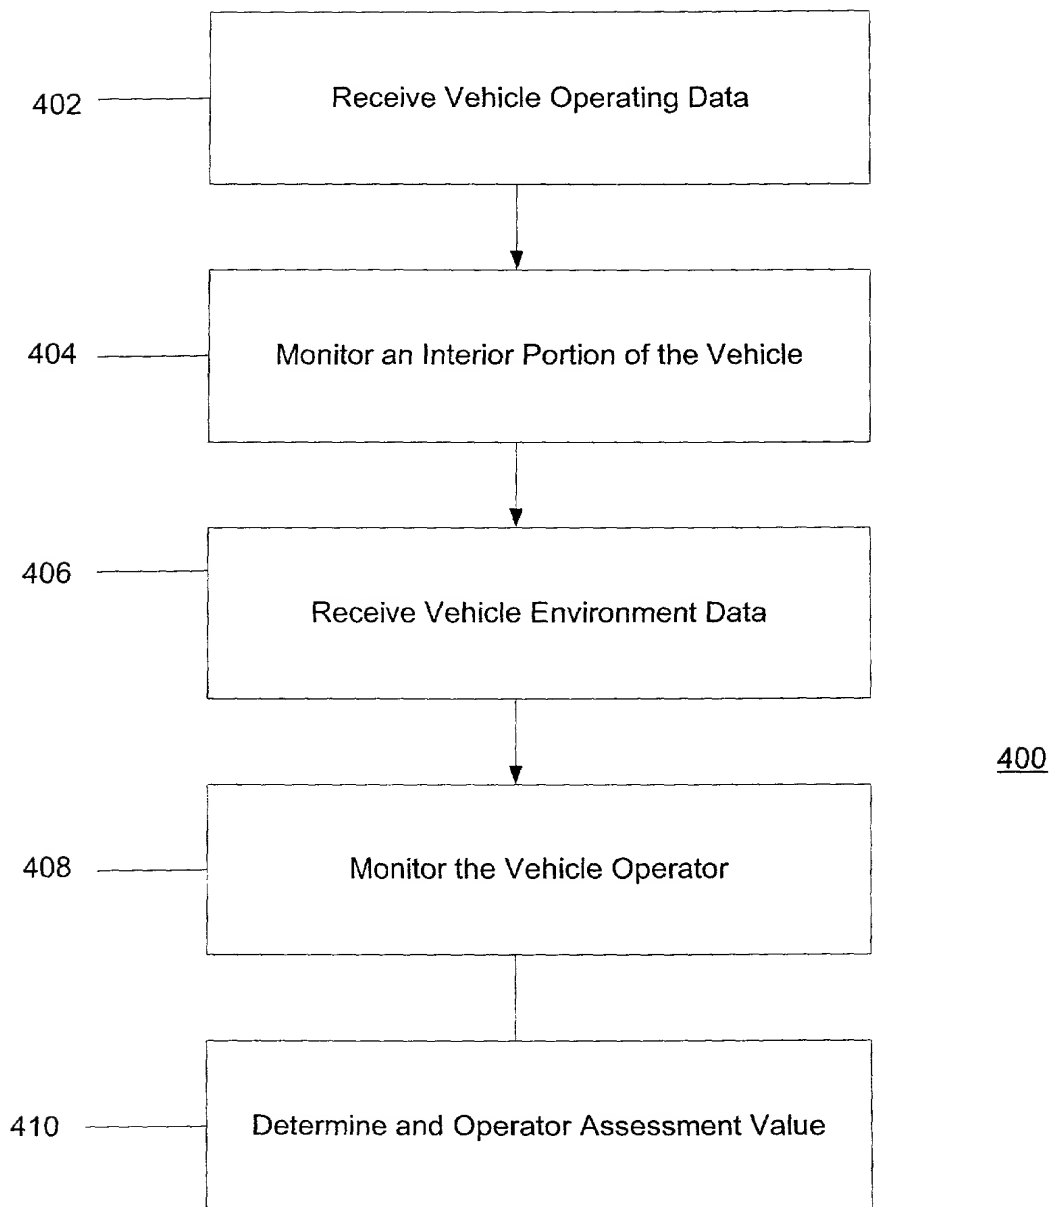 402
Receive Vehicle Operating Data
404
Monitor an Interior Portion of the Vehicle
406
Receive Vehicle Environment Data
400
408
Monitor the Vehicle Operator
410
Determine and Operator Assessment Value